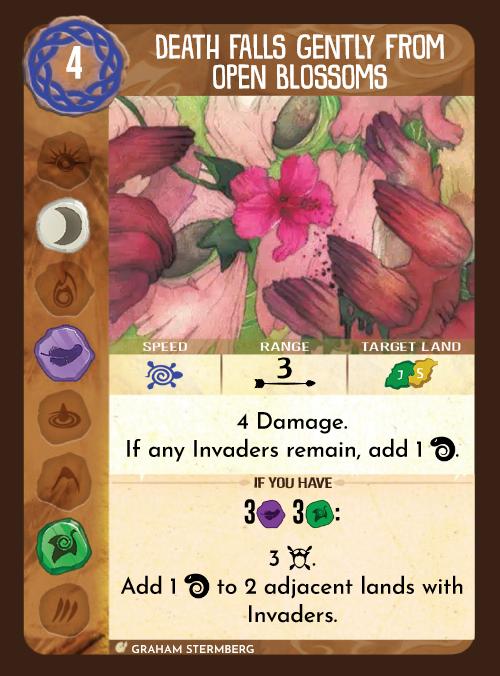 4
DEATH FALLS GENTLY FROM
OPEN BLOSSOMS
SPEED RANGE TARGET LAND
3
J S
4 Damage.
If any Invaders remain, add 1 .
IF YOU HAVE
3 3 :
3 .
Add 1 to 2 adjacent lands with
Invaders.
GRAHAM STERMBERG